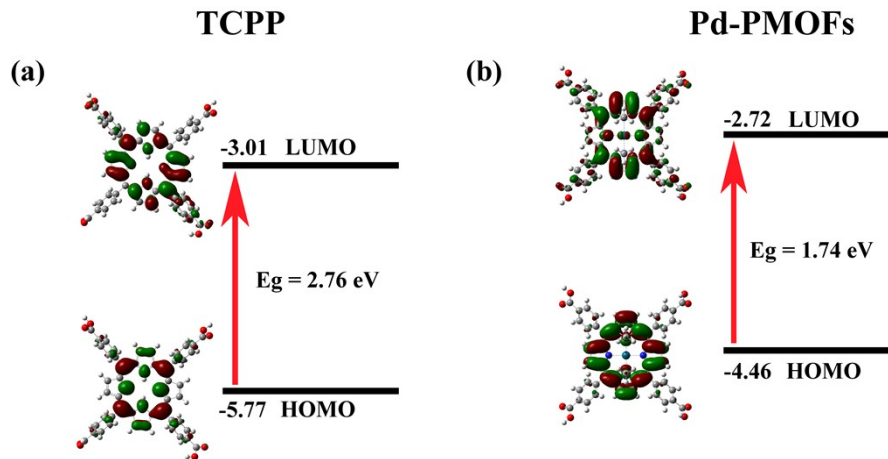 TCPP
(a)
-3.01 LUMO
Eg = 2.76 eV
-5.77 HOMO
Pd-PMOFs
(b)
-2.72 LUMO
Eg = 1.74 eV
-4.46 HOMO